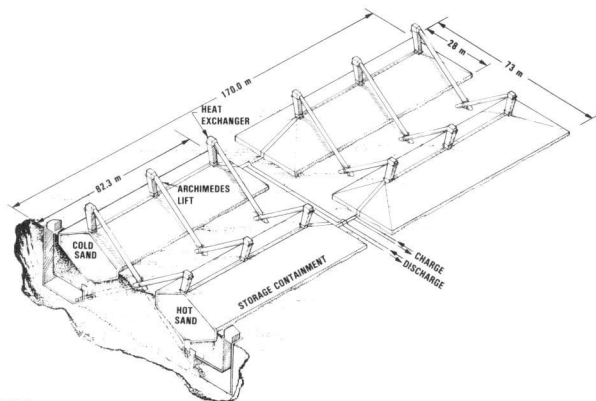 170.0 m
28 m
73 m
HEAT
EXCHANGER
82.3 m
ARCHIMEDES
LIFT
COLD
SAND
CHARGE
DISCHARGE
STORAGE CONTAINMENT
HOT
SAND